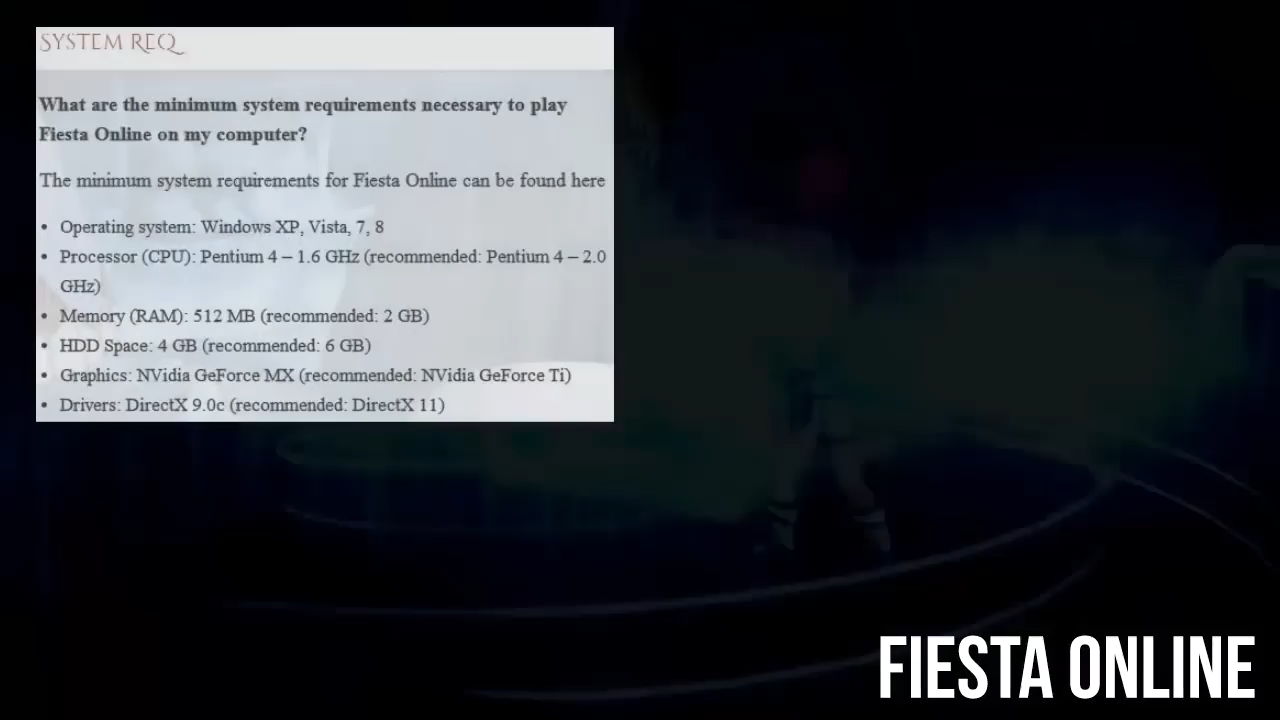 SYSTEM REQ
What are the minimum system requirements necessary to play
Fiesta Online on my computer?
The minimum system requirements for Fiesta Online can be found here
• Operating system: Windows XP, Vista, 7, 8
• Processor (CPU): Pentium 4 – 1.6 GHz (recommended: Pentium 4 – 2.0
GHz)
• Memory (RAM): 512 MB (recommended: 2 GB)
• HDD Space: 4 GB (recommended: 6 GB)
• Graphics: NVidia GeForce MX (recommended: NVidia GeForce Ti)
• Drivers: DirectX 9.0c (recommended: DirectX 11)
FIESTA ONLINE